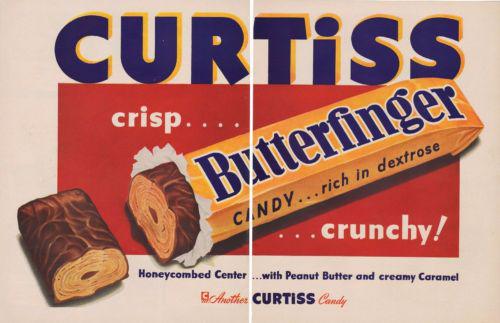 CURTiSS
crisp....
Butterfinger
CANDY...rich in dextrose
...crunchy!
Honeycombed Center ...with Peanut Butter and creamy Caramel
Another CURTISS Candy